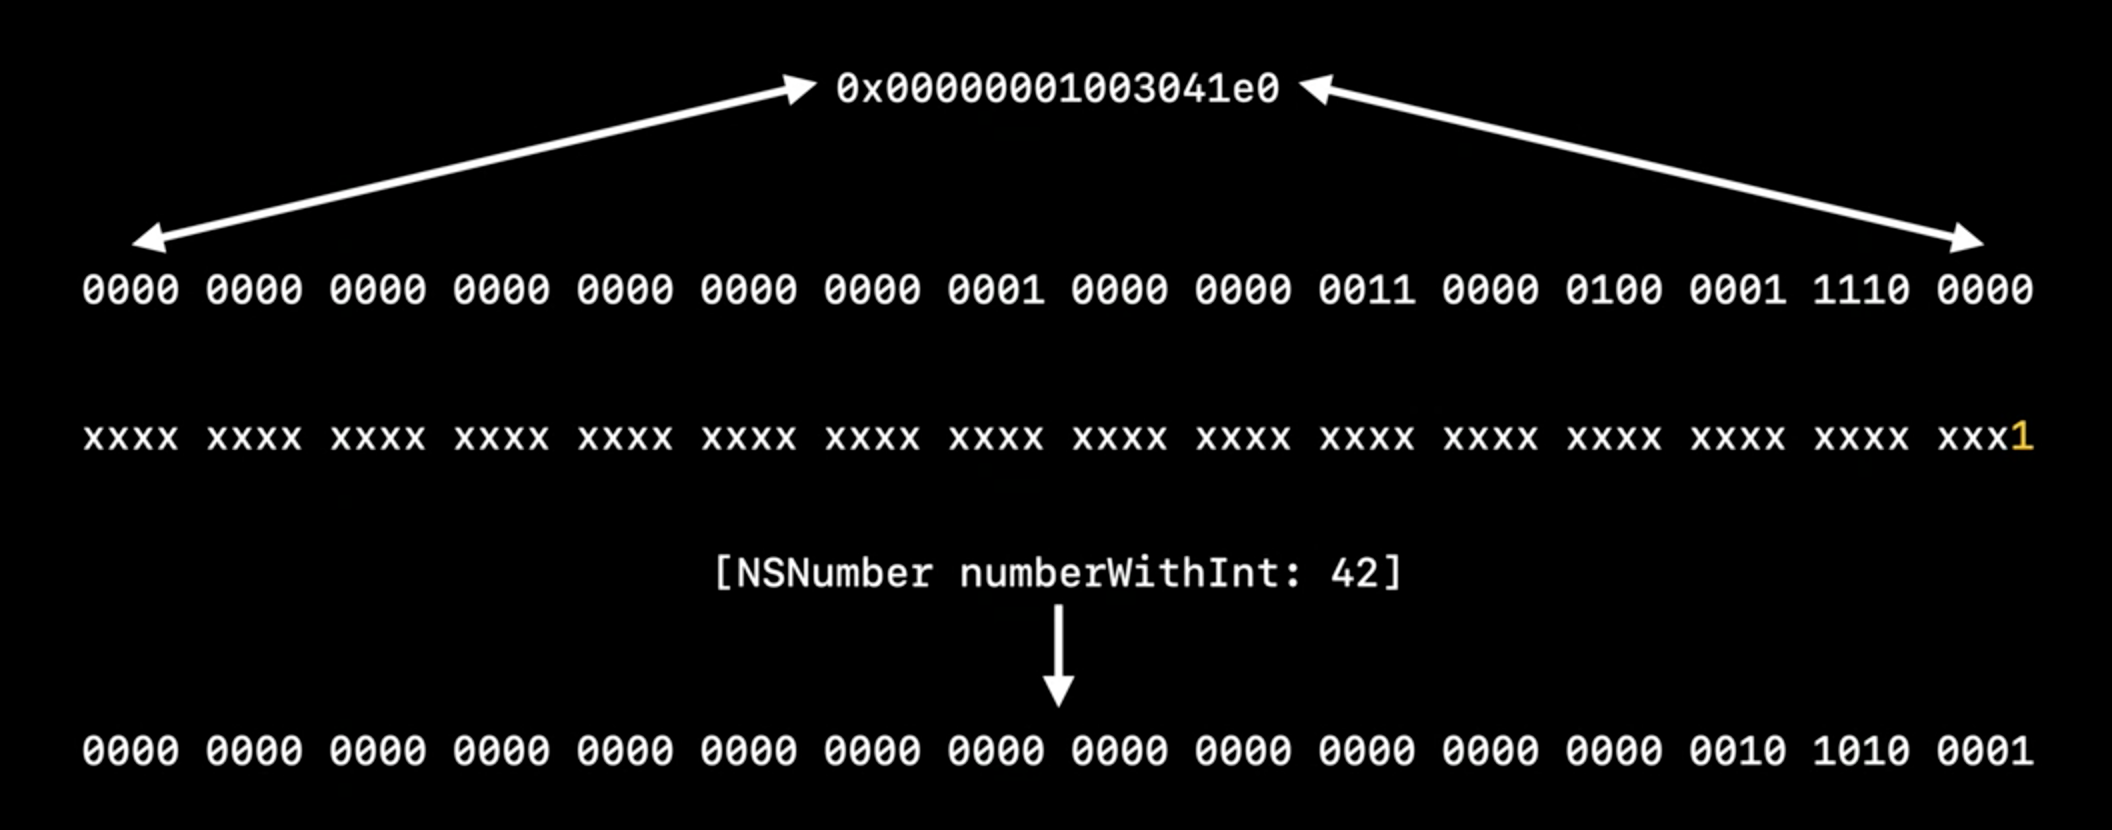 0x00000001003041e0
0000 0000 0000 0000 0000 0000 0000 0001 0000 0000 0011 0000 0100 0001 1110 0000
xxxx xxxx xxxx xxxx xxxx xxxx xxxx xxxx xxxx xxxx xxxx xxxx xxxx xxxx xxxx xxx1
[NSNumber numberWithInt: 42]
0000 0000 0000 0000 0000 0000 0000 0000 0000 0000 0000 0000 0000 0010 1010 0001